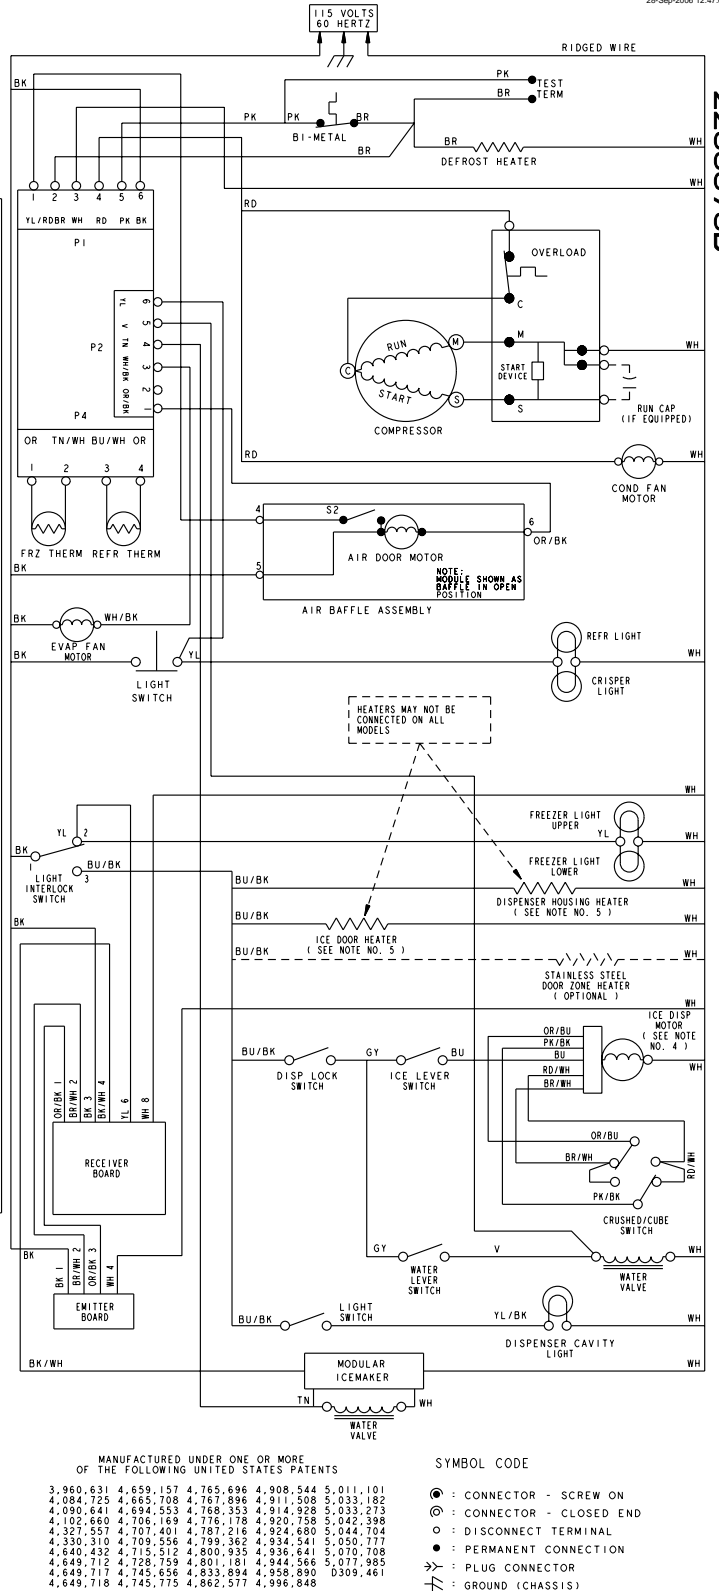 28-Sep-2006 12:47:
115 VOLTS
60 HERTZ
RIDGED WIRE
BK
PK
TEST
TERM
BK
BR
PK
PK
BR
BI-METAL
BR
DEFROST HEATER
WH
BR
WH
1 2 3 4 5 6
RD
YL/RD BR WH RD PK BK
P1
OVERLOAD
C
YL V TN WH/BK OR/BK
6 5 4 3 2 1
P2
M
RUN
M
WH
C
START
DEVICE
START
S
S
RUN CAP
(IF EQUIPPED)
COMPRESSOR
P4
OR TN/WH BU/WH OR
1 2 3 4
RD
WH
COND FAN
MOTOR
4
S2
6
OR/BK
FRZ THERM REFR THERM
AIR DOOR MOTOR
BK
5
NOTE:
MODULE SHOWN AS
BAFFLE IN OPEN
POSITION
AIR BAFFLE ASSEMBLY
BK
WH/BK
EVAP FAN
MOTOR
REFR LIGHT
BK
YL
WH
LIGHT
SWITCH
CRISPER
LIGHT
HEATERS MAY NOT BE
CONNECTED ON ALL
MODELS
WH
FREEZER LIGHT
UPPER
YL 2
YL
WH
BK
1
BU/BK
3
FREEZER LIGHT
LOWER
LIGHT
INTERLOCK
SWITCH
BU/BK
WH
DISPENSER HOUSING HEATER
( SEE NOTE NO. 5 )
BU/BK
WH
BK
ICE DOOR HEATER
( SEE NOTE NO. 5 )
BU/BK
WH
STAINLESS STEEL
DOOR ZONE HEATER
( OPTIONAL )
WH
ICE DISP
MOTOR
( SEE NOTE
NO. 4 )
OR/BU
PK/BK
BU
RD/WH
BR/WH
BU/BK
GY
BU
WH
DISP LOCK
SWITCH
ICE LEVER
SWITCH
OR/BK 1
BR/WH 2
BK 3
BK/WH 4
YL 6
WH 8
OR/BU
BR/WH
RD/WH
PK/BK
RECEIVER
BOARD
CRUSHED/CUBE
SWITCH
BK
GY
V
WH
BK 1
BR/WH 2
OR/BK 3
WH 4
WATER
LEVER
SWITCH
WATER
VALVE
EMITTER
BOARD
BU/BK
LIGHT
SWITCH
YL/BK
WH
DISPENSER CAVITY
LIGHT
BK/WH
MODULAR
ICEMAKER
WH
TN
WH
WATER
VALVE
MANUFACTURED UNDER ONE OR MORE
OF THE FOLLOWING UNITED STATES PATENTS
3,960,631 4,659,157 4,765,696 4,908,544 5,011,101
4,084,725 4,665,708 4,767,896 4,911,508 5,033,182
4,090,641 4,694,553 4,768,353 4,914,928 5,033,273
4,102,660 4,706,169 4,776,178 4,920,758 5,042,398
4,327,557 4,707,401 4,787,216 4,924,680 5,044,704
4,330,310 4,709,556 4,799,362 4,934,541 5,050,777
4,640,432 4,715,512 4,800,935 4,936,641 5,070,708
4,649,712 4,728,759 4,801,181 4,944,566 5,077,985
4,649,717 4,745,656 4,833,894 4,958,890 D309,461
4,649,718 4,745,775 4,862,577 4,996,848
SYMBOL CODE
: CONNECTOR - SCREW ON
: CONNECTOR - CLOSED END
: DISCONNECT TERMINAL
: PERMANENT CONNECTION
: PLUG CONNECTOR
: GROUND (CHASSIS)